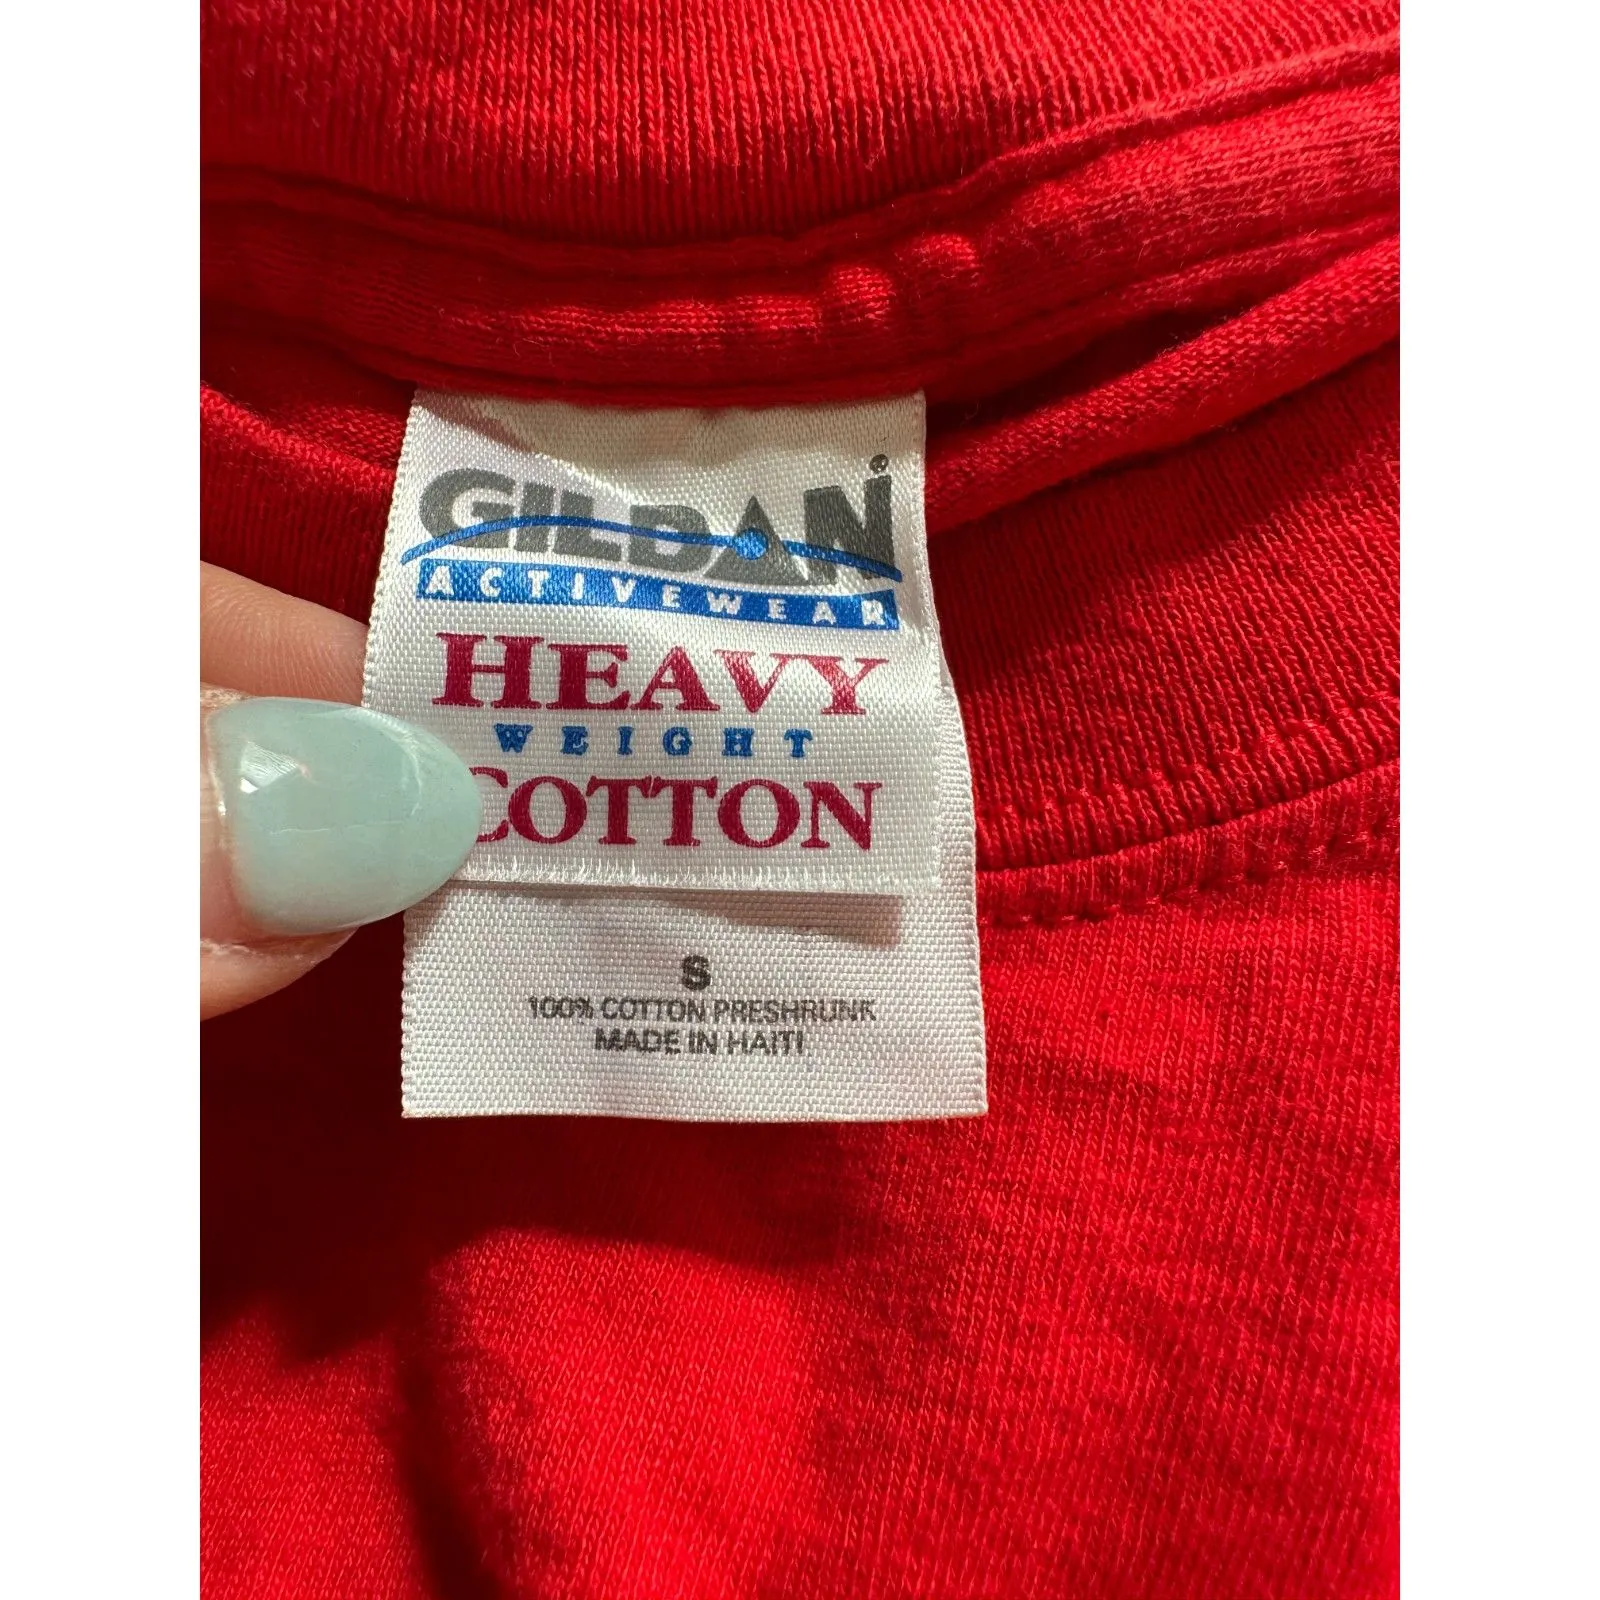 GILDAN®
ACTIVEWEAR
HEAVY
WEIGHT
COTTON
S
100% COTTON PRESHRUNK
MADE IN HAITI